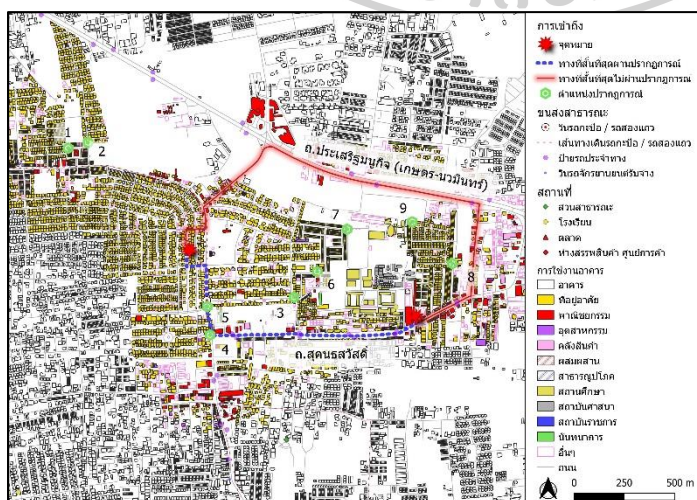 ถ.ประเสริฐมนูกิจ (เกษตร-นวมินทร์)
1
2
7
9
6
8
3
5
4
ถ.สุคนธสวัสดิ์
การเข้าถึง
จุดหมาย
ทางที่สั้นที่สุดผ่านปรากฏการณ์
ทางที่สั้นที่สุดไม่ผ่านปรากฏการณ์
ตำแหน่งปรากฏการณ์
ขนส่งสาธารณะ
วินรถกะป๊อ / รถสองแถว
เส้นทางเดินรถกะป๊อ / รถสองแถว
ป้ายรถประจำทาง
วินรถจักรยานยนต์รับจ้าง
สถานที่
สวนสาธารณะ
โรงเรียน
ตลาด
ห้างสรรพสินค้า ศูนย์การค้า
การใช้งานอาคาร
อาคาร
ที่อยู่อาศัย
พาณิชยกรรม
อุตสาหกรรม
คลังสินค้า
ผสมผสาน
สาธารณูปโภค
สถานศึกษา
สถาบันศาสนา
สถาบันราชการ
นันทนาการ
อื่นๆ
ถนน
0 250 500 m